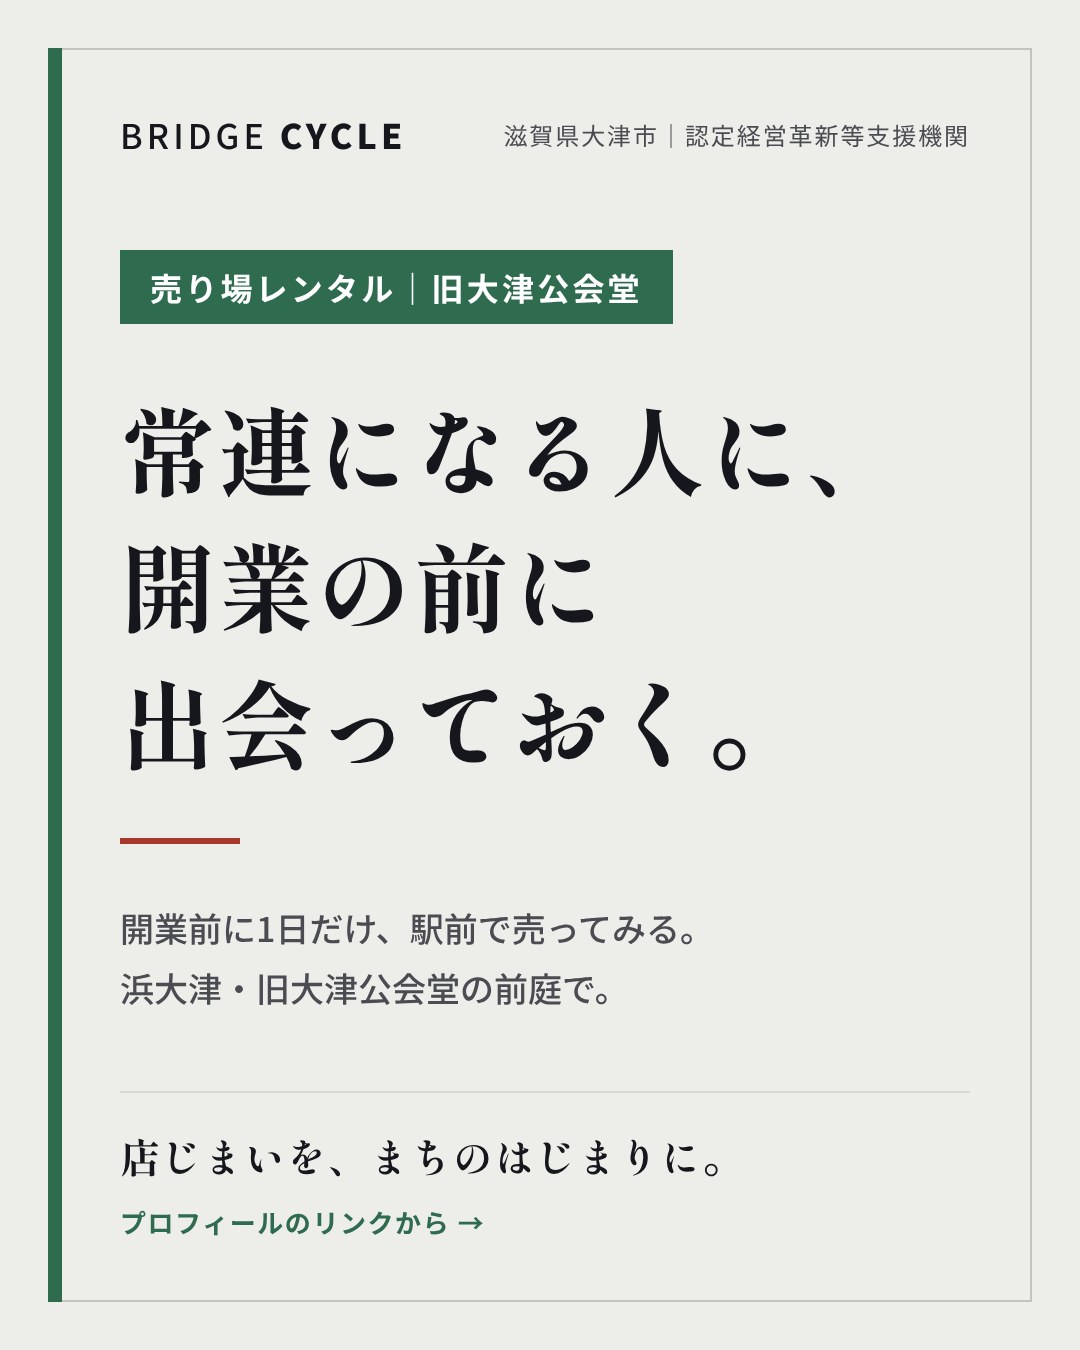 BRIDGE CYCLE
滋賀県大津市｜認定経営革新等支援機関
売り場レンタル｜旧大津公会堂
常連になる人に、
開業の前に
出会っておく。
開業前に1日だけ、駅前で売ってみる。
浜大津・旧大津公会堂の前庭で。
店じまいを、まちのはじまりに。
プロフィールのリンクから →